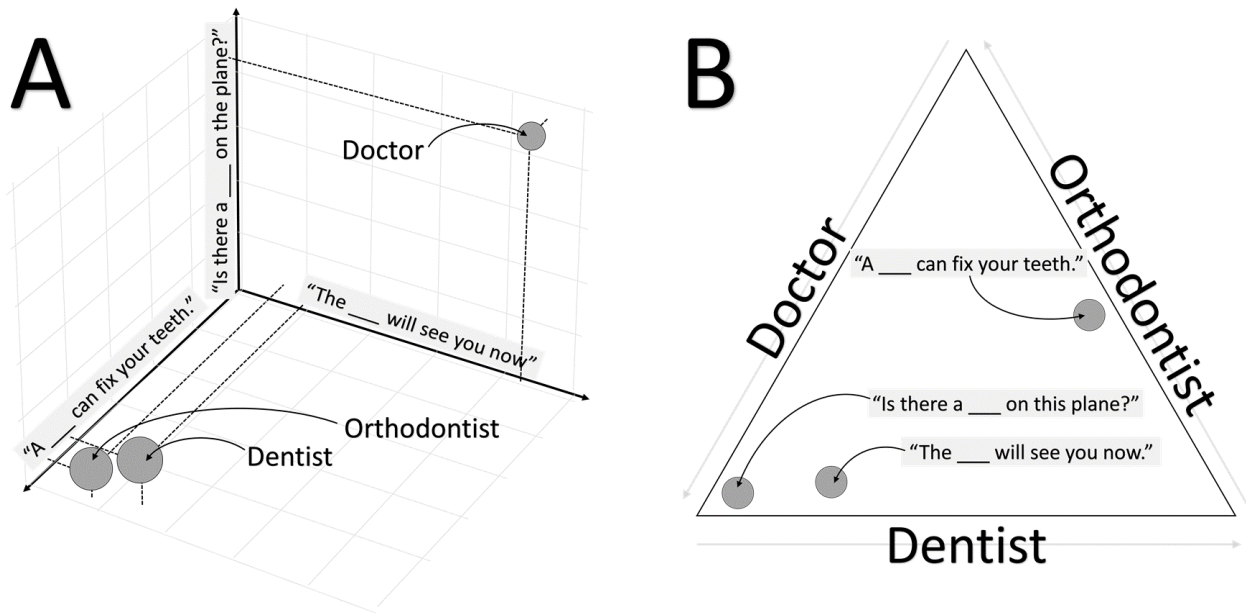 A
“Is there a ___ on the plane?”
Doctor
“The ___ will see you now”
“A ___ can fix your teeth.”
Orthodontist
Dentist
B
Doctor
Orthodontist
“A ___ can fix your teeth.”
“Is there a ___ on this plane?”
“The ___ will see you now.”
Dentist